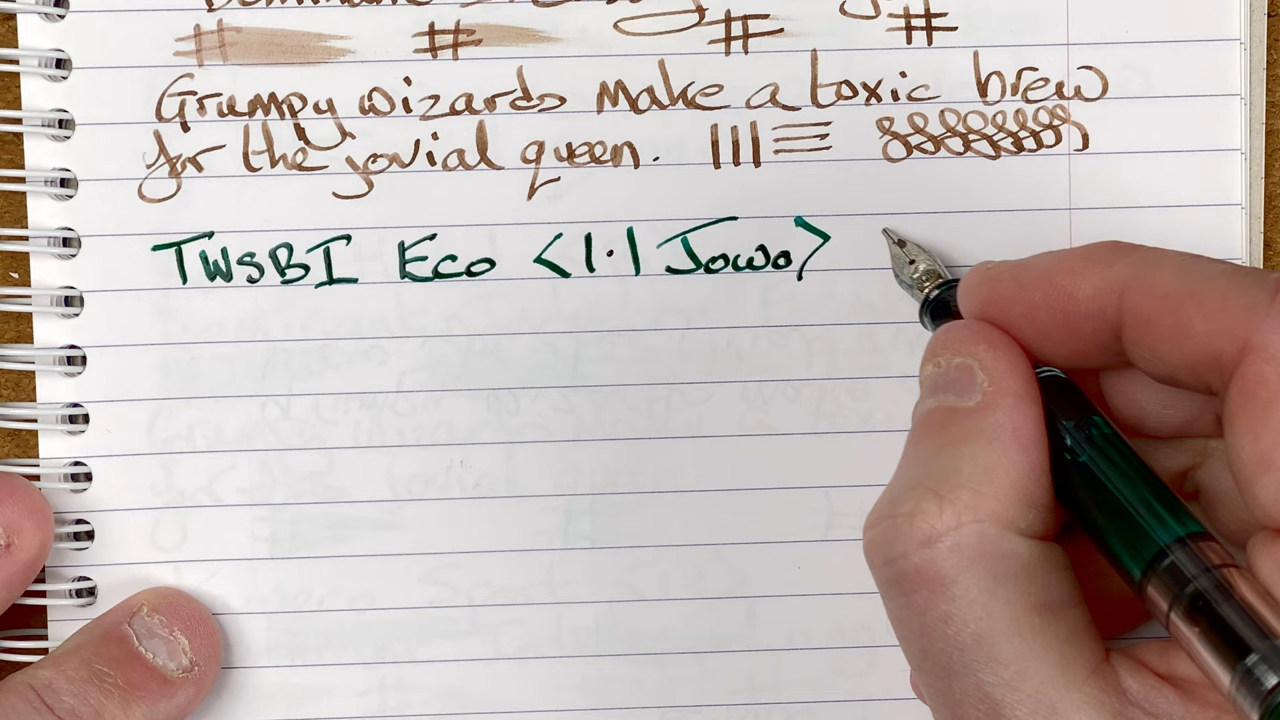 # # # #
Grumpy wizards make a toxic brew
for the jovial queen. ||| ≡ 
TWSBI Eco <1.1 Jowo>